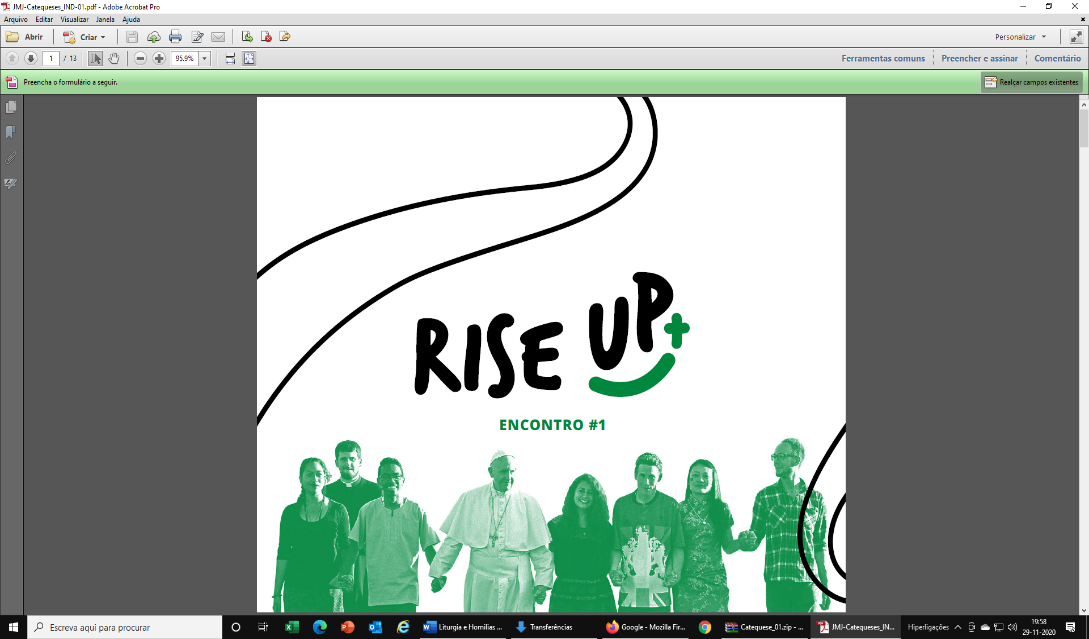 JMJ-Catequeses_IND-01.pdf - Adobe Acrobat Pro
Arquivo Editar Visualizar Janela Ajuda
Abrir Criar Personalizar
1 / 13 95.9% Ferramentas comuns Preencher e assinar Comentário
Preencha o formulário a seguir. Realçar campos existentes
RISE UP
ENCONTRO #1
Escreva aqui para procurar Liturgia e Homilias ... Transferências Google - Mozilla Fir... Catequese_01.zip - ... JMJ-Catequeses_IN... Hiperligações 19:58
29-11-2020